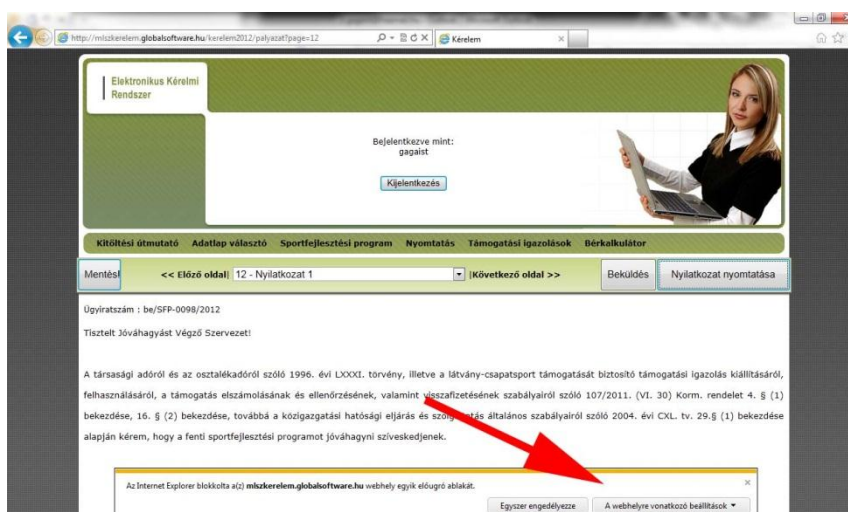 http://mlszkerelem.globalsoftware.hu/kerelem2012/palyazat?page=12
Kérelem
Elektronikus Kérelmi
Rendszer
Bejelentkezve mint:
gagaist
Kijelentkezés
Kitöltési útmutató Adatlap választó Sportfejlesztési program Nyomtatás Támogatási igazolások Bérkalkulátor
Mentés! << Előző oldal| 12 - Nyilatkozat 1 |Következő oldal >> Beküldés Nyilatkozat nyomtatása
Ügyiratszám : be/SFP-0098/2012
Tisztelt Jóváhagyást Végző Szervezet!
A társasági adóról és az osztalékadóról szóló 1996. évi LXXXI. törvény, illetve a látvány-csapatsport támogatását biztosító támogatási igazolás kiállításáról,
felhasználásáról, a támogatás elszámolásának és ellenőrzésének, valamint visszafizetésének szabályairól szóló 107/2011. (VI. 30) Korm. rendelet 4. § (1)
bekezdése, 16. § (2) bekezdése, továbbá a közigazgatási hatósági eljárás és szolgáltatás általános szabályairól szóló 2004. évi CXL. tv. 29.§ (1) bekezdése
alapján kérem, hogy a fenti sportfejlesztési programot jóváhagyni szíveskedjenek.
Az Internet Explorer blokkolta a(z) mlszkerelem.globalsoftware.hu webhely egyik előugró ablakát.
Egyszer engedélyezze A webhelyre vonatkozó beállítások